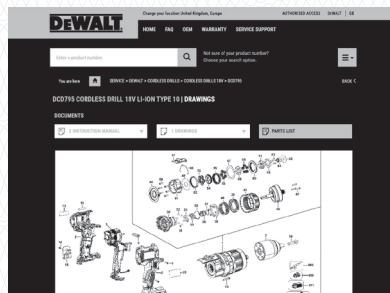 DEWALT
Change your location United Kingdom, Europe
AUTHORISED ACCESS DEWALT GB
HOME FAQ OEM WARRANTY SERVICE SUPPORT
Enter a product number.
Not sure of your product number?
Choose your search option.
You are here SERVICE > DEWALT > CORDLESS DRILLS > CORDLESS DRILLS 18V > DCD795
BACK <
DCD795 CORDLESS DRILL 18V LI-ION TYPE 10 | DRAWINGS
DOCUMENTS
2 INSTRUCTION MANUAL
1 DRAWINGS
PARTS LIST